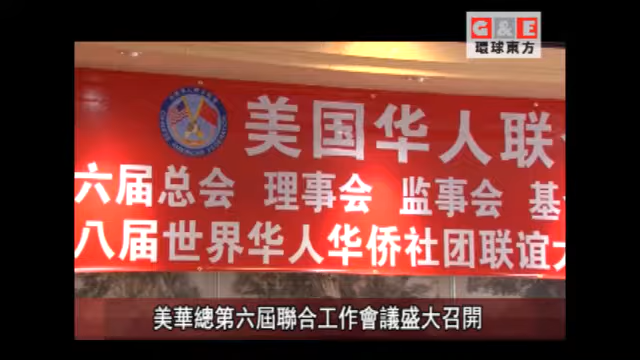 G&E
環球東方
美国华人联
六届总会 理事会 监事会 基
八届世界华人华侨社团联谊
美華總第六屆聯合工作會議盛大召開